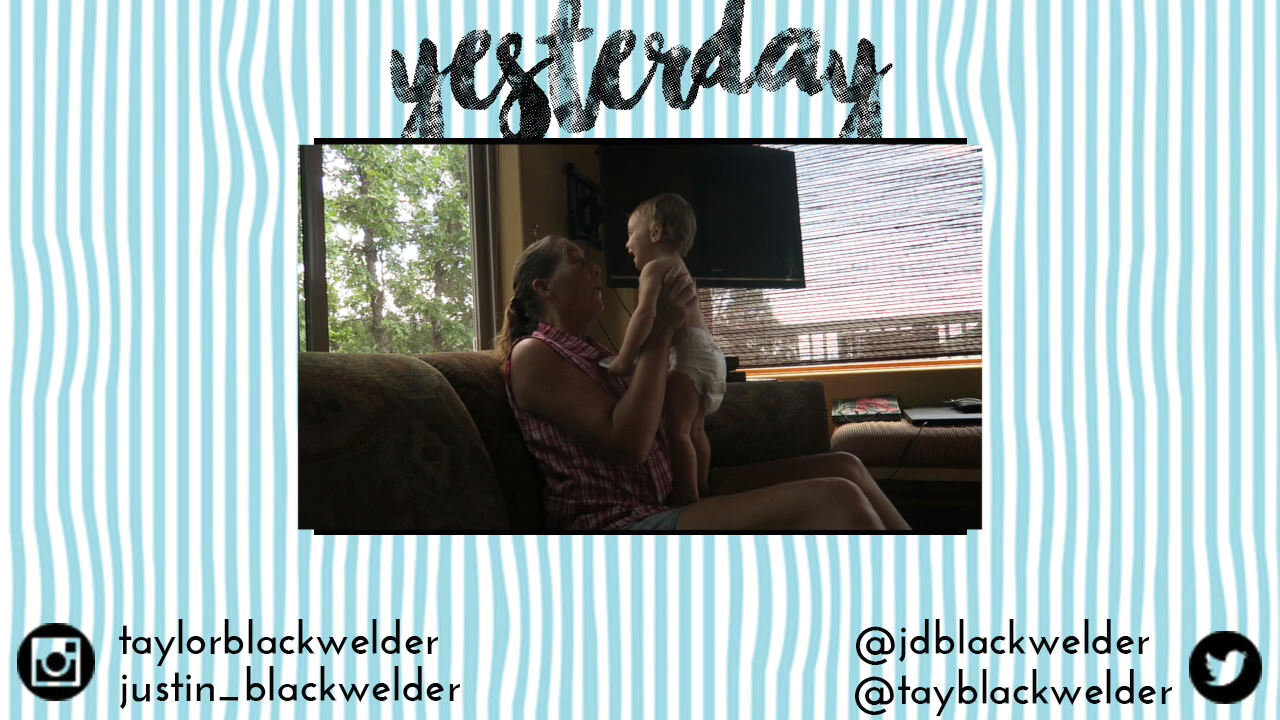 yesterday
taylorblackwelder
justin_blackwelder
@jdblackwelder
@tayblackwelder